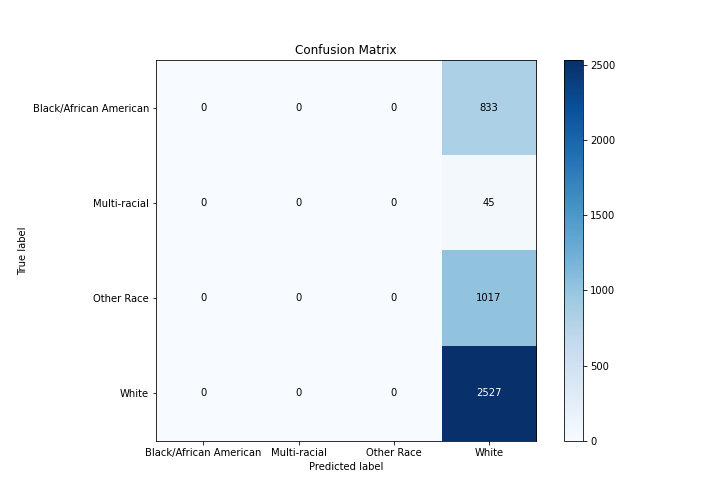 Confusion Matrix
Black/African American 0 0 0 833
Multi-racial 0 0 0 45
Other Race 0 0 0 1017
White 0 0 0 2527
True label
Black/African American Multi-racial Other Race White
Predicted label
2500
2000
1500
1000
500
0